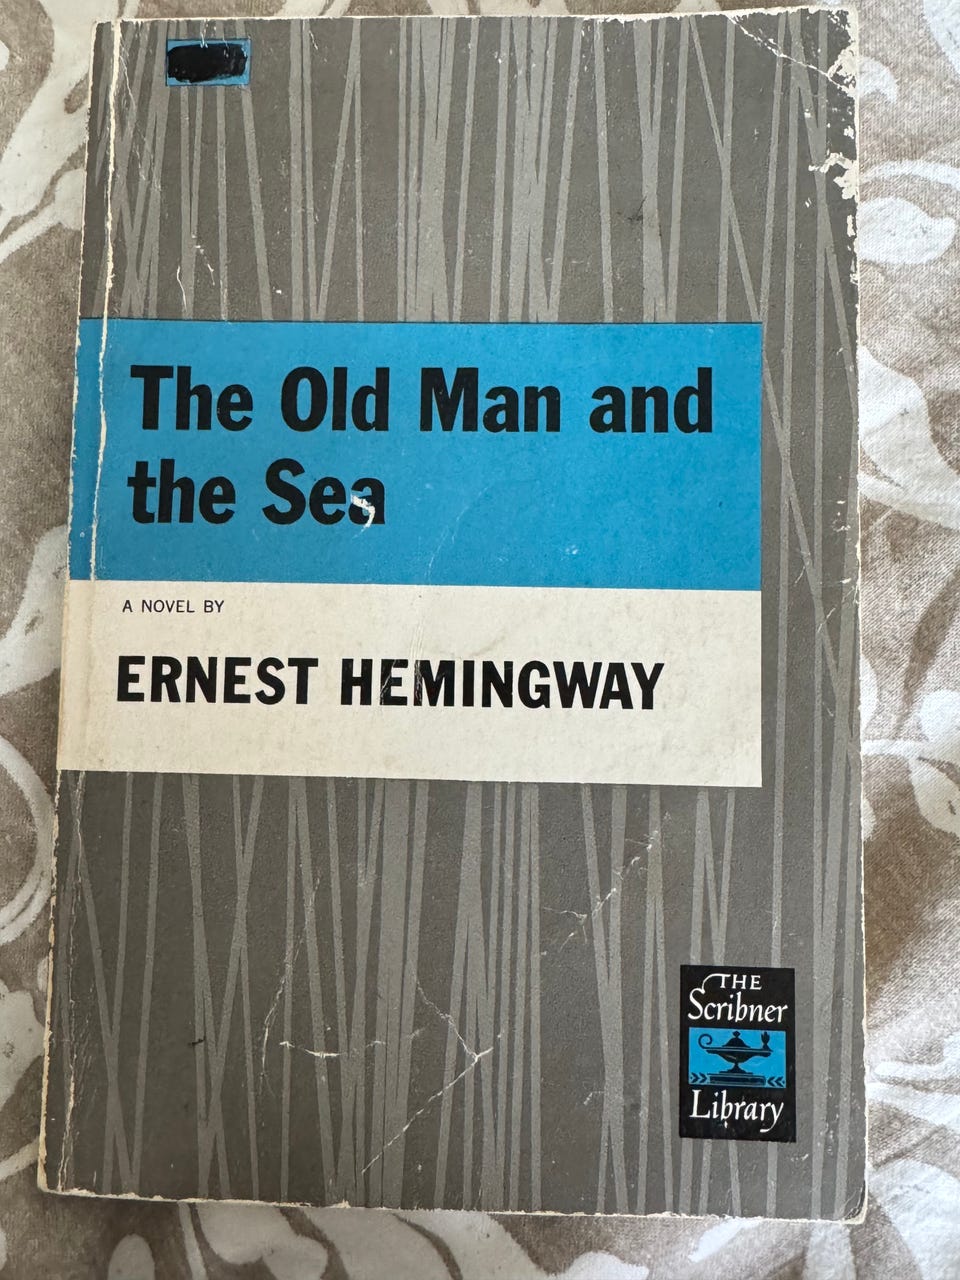 The Old Man and
the Sea
A NOVEL BY
ERNEST HEMINGWAY
THE
Scribner
Library